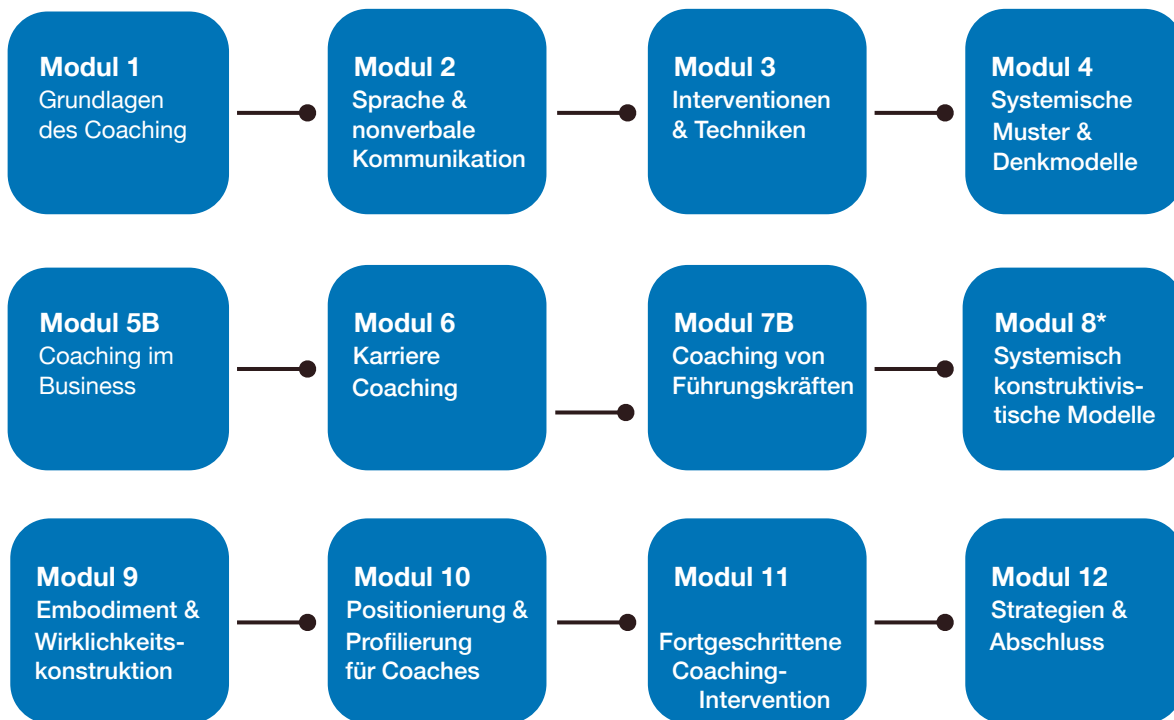 Modul 1
Grundlagen
des Coaching
Modul 2
Sprache &
nonverbale
Kommunikation
Modul 3
Interventionen
& Techniken
Modul 4
Systemische
Muster &
Denkmodelle
Modul 5B
Coaching im
Business
Modul 6
Karriere
Coaching
Modul 7B
Coaching von
Führungskräften
Modul 8*
Systemisch
konstruktivis-
tische Modelle
Modul 9
Embodiment &
Wirklichkeits-
konstruktion
Modul 10
Positionierung &
Profilierung
für Coaches
Modul 11
Fortgeschrittene
Coaching-
Intervention
Modul 12
Strategien &
Abschluss